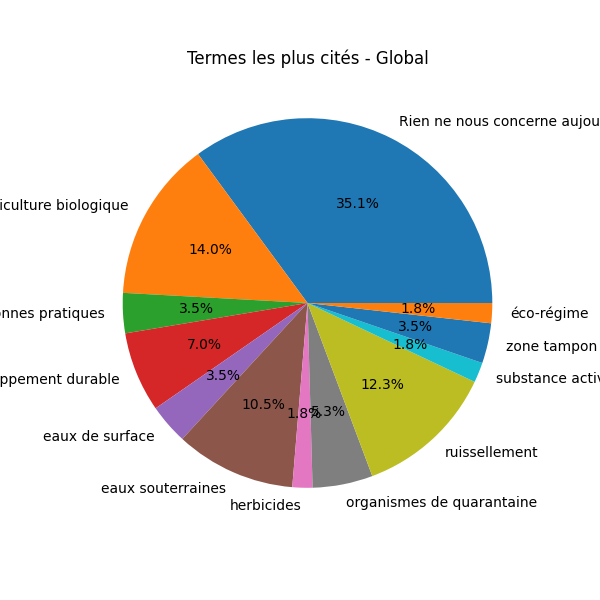 Termes les plus cités - Global
Rien ne nous concerne aujou
35.1%
iculture biologique
14.0%
onnes pratiques
3.5%
ppement durable
7.0%
eaux de surface
3.5%
eaux souterraines
10.5%
herbicides
1.8%
organismes de quarantaine
5.3%
ruissellement
12.3%
substance activ
1.8%
zone tampon
3.5%
éco-régime
1.8%